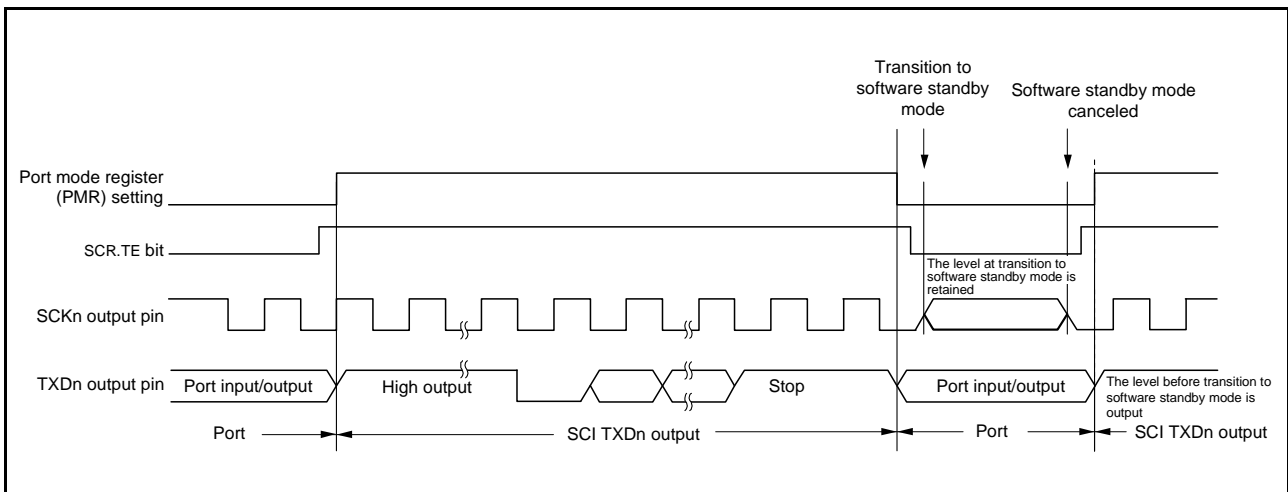 Transition to
software standby
mode
Software standby mode
canceled
Port mode register
(PMR) setting
SCR.TE bit
The level at transition to
software standby mode is
retained
SCKn output pin
TXDn output pin
Port input/output
High output
Stop
Port input/output
The level before transition to
software standby mode is
output
Port
SCI TXDn output
Port
SCI TXDn output